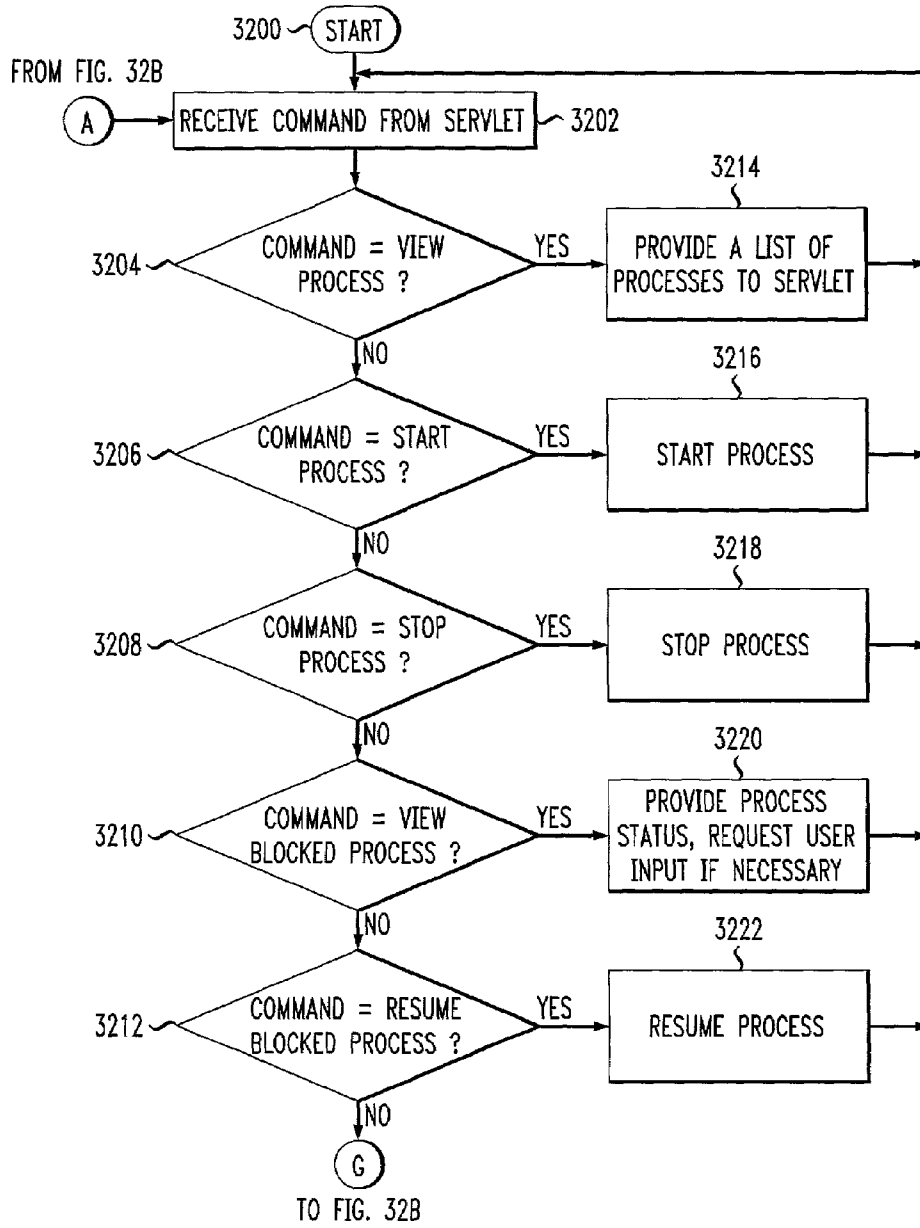 3200
START
FROM FIG. 32B
A
RECEIVE COMMAND FROM SERVLET
3202
3204
COMMAND = VIEW
PROCESS ?
YES
NO
3214
PROVIDE A LIST OF
PROCESSES TO SERVLET
3206
COMMAND = START
PROCESS ?
YES
NO
3216
START PROCESS
3208
COMMAND = STOP
PROCESS ?
YES
NO
3218
STOP PROCESS
3210
COMMAND = VIEW
BLOCKED PROCESS ?
YES
NO
3220
PROVIDE PROCESS
STATUS, REQUEST USER
INPUT IF NECESSARY
3212
COMMAND = RESUME
BLOCKED PROCESS ?
YES
NO
3222
RESUME PROCESS
G
TO FIG. 32B